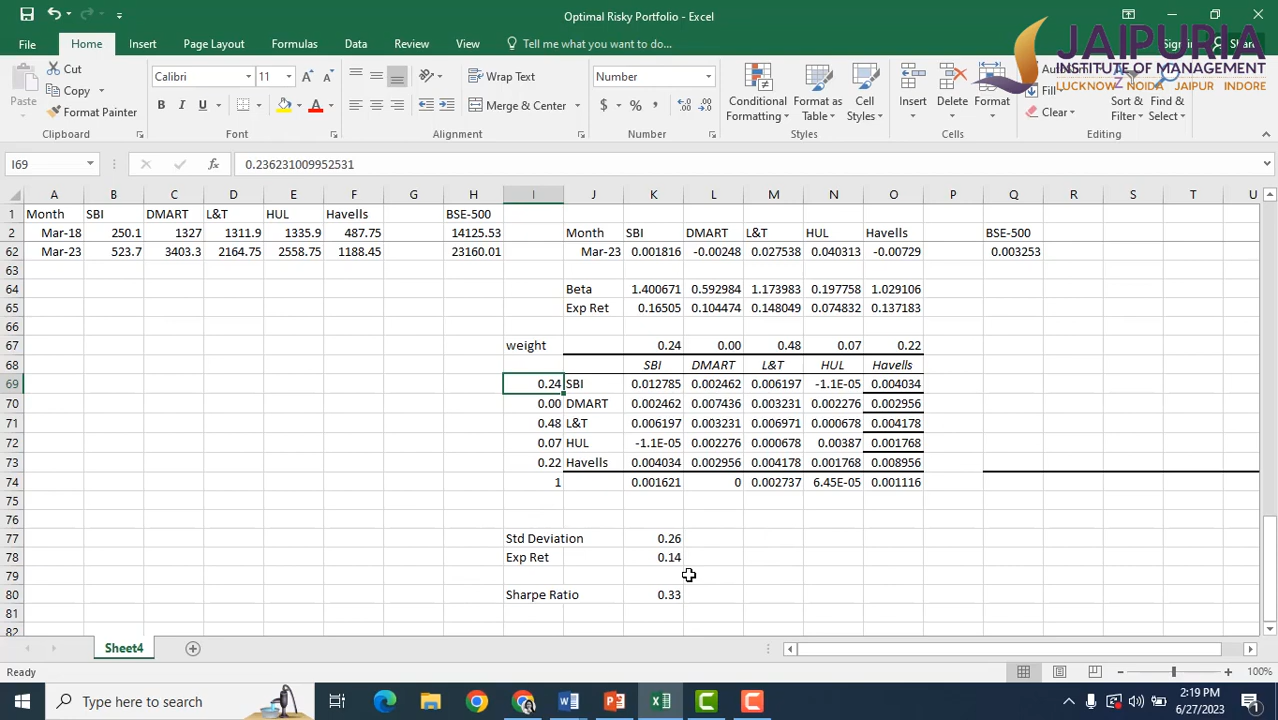 Optimal Risky Portfolio - Excel
File Home Insert Page Layout Formulas Data Review View Tell me what you want to do... Share
JAIPURIA
INSTITUTE OF MANAGEMENT
LUCKNOW NOIDA JAIPUR INDORE
Paste Cut Copy Format Painter
Calibri 11 Wrap Text Number
B I U A Merge & Center $ % ,
Conditional Formatting Format as Table Cell Styles Insert Delete Format Fill Clear Sort & Filter Find & Select
Clipboard Font Alignment Number Styles Cells Editing
I69 fx 0.236231009952531
A B C D E F G H I J K L M N O P Q R S T U
1 Month SBI DMART L&T HUL Havells BSE-500
2 Mar-18 250.1 1327 1311.9 1335.9 487.75 14125.53 Month SBI DMART L&T HUL Havells BSE-500
62 Mar-23 523.7 3403.3 2164.75 2558.75 1188.45 23160.01 Mar-23 0.001816 -0.00248 0.027538 0.040313 -0.00729 0.003253
63
64 Beta 1.400671 0.592984 1.173983 0.197758 1.029106
65 Exp Ret 0.16505 0.104474 0.148049 0.074832 0.137183
66
67 weight 0.24 0.00 0.48 0.07 0.22
68 SBI DMART L&T HUL Havells
69 0.24 SBI 0.012785 0.002462 0.006197 -1.1E-05 0.004034
70 0.00 DMART 0.002462 0.007436 0.003231 0.002276 0.002956
71 0.48 L&T 0.006197 0.003231 0.006971 0.000678 0.004178
72 0.07 HUL -1.1E-05 0.002276 0.000678 0.00387 0.001768
73 0.22 Havells 0.004034 0.002956 0.004178 0.001768 0.008956
74 1 0.001621 0 0.002737 6.45E-05 0.001116
75
76
77 Std Deviation 0.26
78 Exp Ret 0.14
79
80 Sharpe Ratio 0.33
81
82
Sheet4
Ready 100%
Type here to search
2:19 PM
6/27/2023